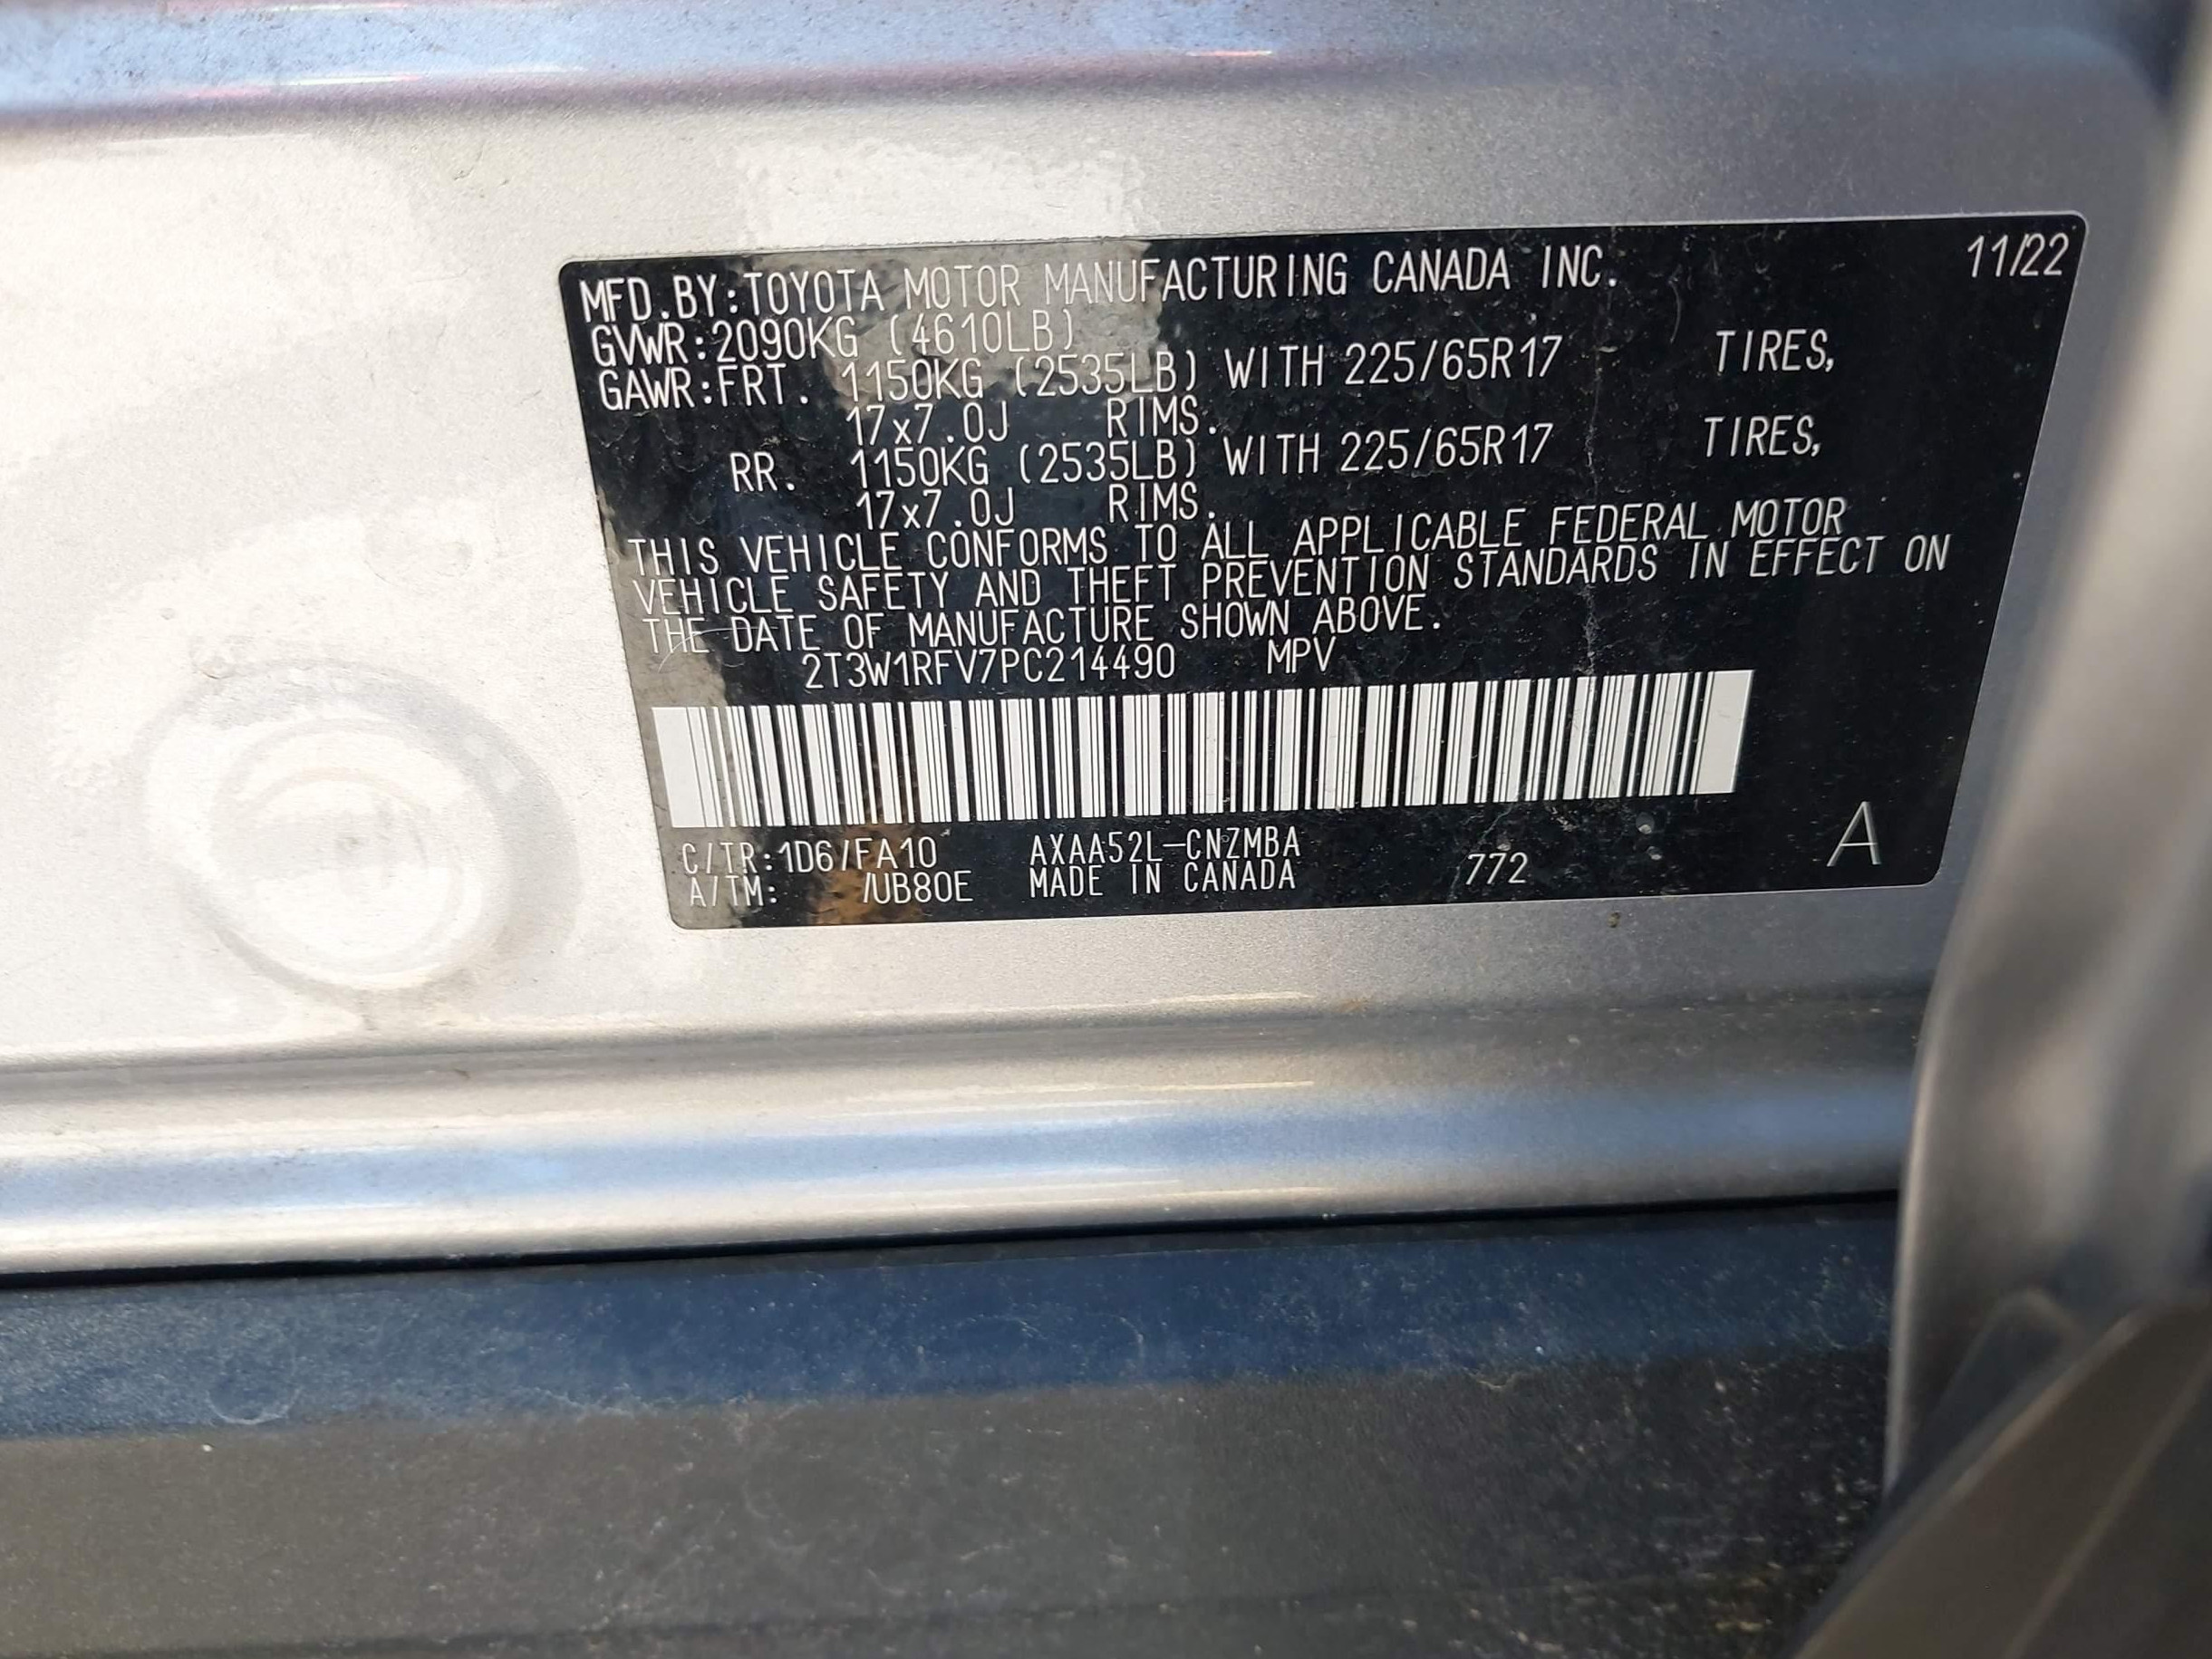 MFD.BY:TOYOTA MOTOR MANUFACTURING CANADA INC. 11/22
GVWR:2090KG (4610LB)
GAWR:FRT. 1150KG (2535LB) WITH 225/65R17 TIRES,
17x7.0J RIMS.
RR. 1150KG (2535LB) WITH 225/65R17 TIRES,
17x7.0J RIMS.
THIS VEHICLE CONFORMS TO ALL APPLICABLE FEDERAL MOTOR
VEHICLE SAFETY AND THEFT PREVENTION STANDARDS IN EFFECT ON
THE DATE OF MANUFACTURE SHOWN ABOVE.
2T3W1RFV7PC214490 MPV
C/TR:1D6/FA10 AXAA52L-CNZMBA
A/TM: /UB80E MADE IN CANADA 772 A